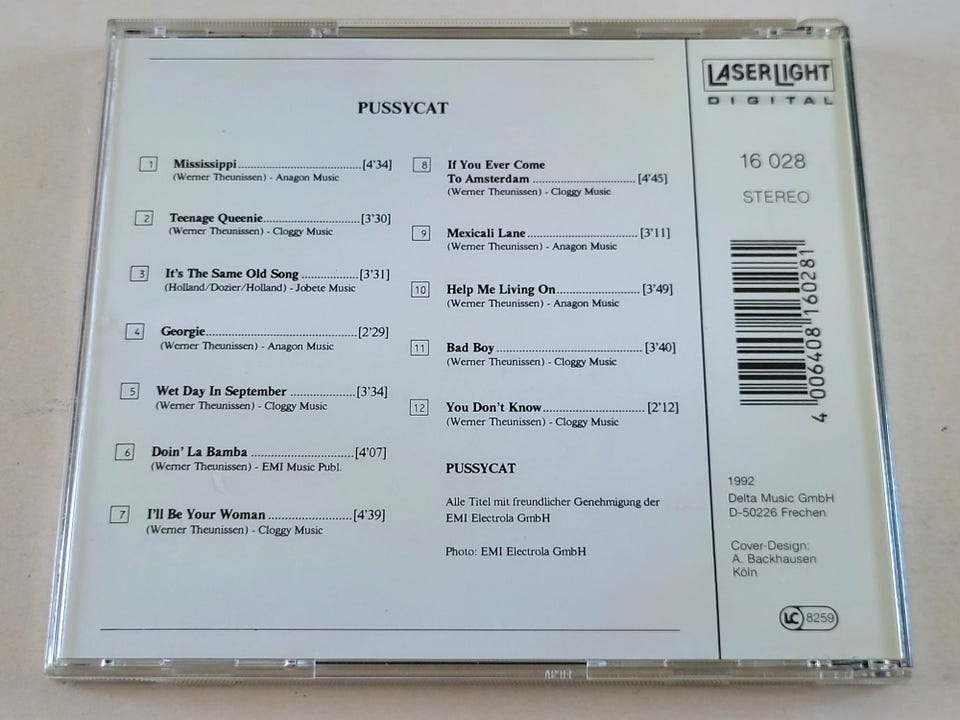 PUSSYCAT
1 Mississippi ........................ [4'34]
(Werner Theunissen) - Anagon Music
2 Teenage Queenie ........................ [3'30]
(Werner Theunissen) - Cloggy Music
3 It's The Same Old Song ............... [3'31]
(Holland/Dozier/Holland) - Jobete Music
4 Georgie ........................ [2'29]
(Werner Theunissen) - Anagon Music
5 Wet Day In September ............... [3'34]
(Werner Theunissen) - Cloggy Music
6 Doin' La Bamba ........................ [4'07]
(Werner Theunissen) - EMI Music Publ.
7 I'll Be Your Woman ..................... [4'39]
(Werner Theunissen) - Cloggy Music
8 If You Ever Come
To Amsterdam ........................ [4'45]
(Werner Theunissen) - Cloggy Music
9 Mexicali Lane ........................ [3'11]
(Werner Theunissen) - Anagon Music
10 Help Me Living On ..................... [3'49]
(Werner Theunissen) - Anagon Music
11 Bad Boy ........................ [3'40]
(Werner Theunissen) - Cloggy Music
12 You Don't Know ........................ [2'12]
(Werner Theunissen) - Cloggy Music
PUSSYCAT
Alle Titel mit freundlicher Genehmigung der
EMI Electrola GmbH
Photo: EMI Electrola GmbH
LASERLIGHT
DIGITAL
16 028
STEREO
4 006408 160281
1992
Delta Music GmbH
D-50226 Frechen
Cover-Design:
A. Backhausen
Köln
LC 8259